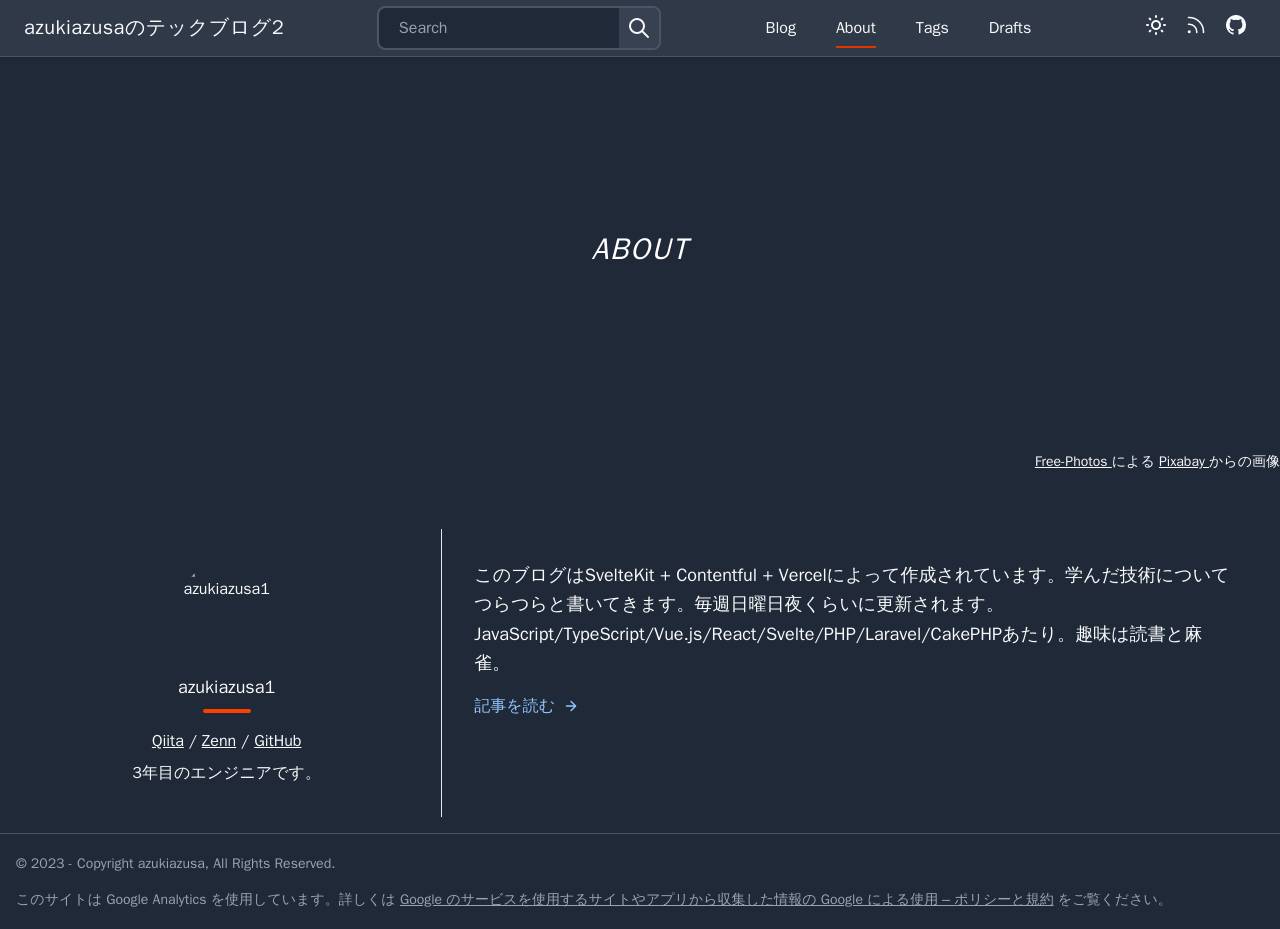 azukiazusaのテックブログ2
Search
Blog
About
Tags
Drafts
ABOUT
Free-Photos による Pixabay からの画像
azukiazusa1
azukiazusa1
Qiita / Zenn / GitHub
3年目のエンジニアです。
このブログはSvelteKit + Contentful + Vercelによって作成されています。学んだ技術について
つらつらと書いてきます。毎週日曜日夜くらいに更新されます。
JavaScript/TypeScript/Vue.js/React/Svelte/PHP/Laravel/CakePHPあたり。趣味は読書と麻
雀。
記事を読む
© 2023 - Copyright azukiazusa, All Rights Reserved.
このサイトは Google Analytics を使用しています。詳しくは Google のサービスを使用するサイトやアプリから収集した情報の Google による使用 – ポリシーと規約 をご覧ください。